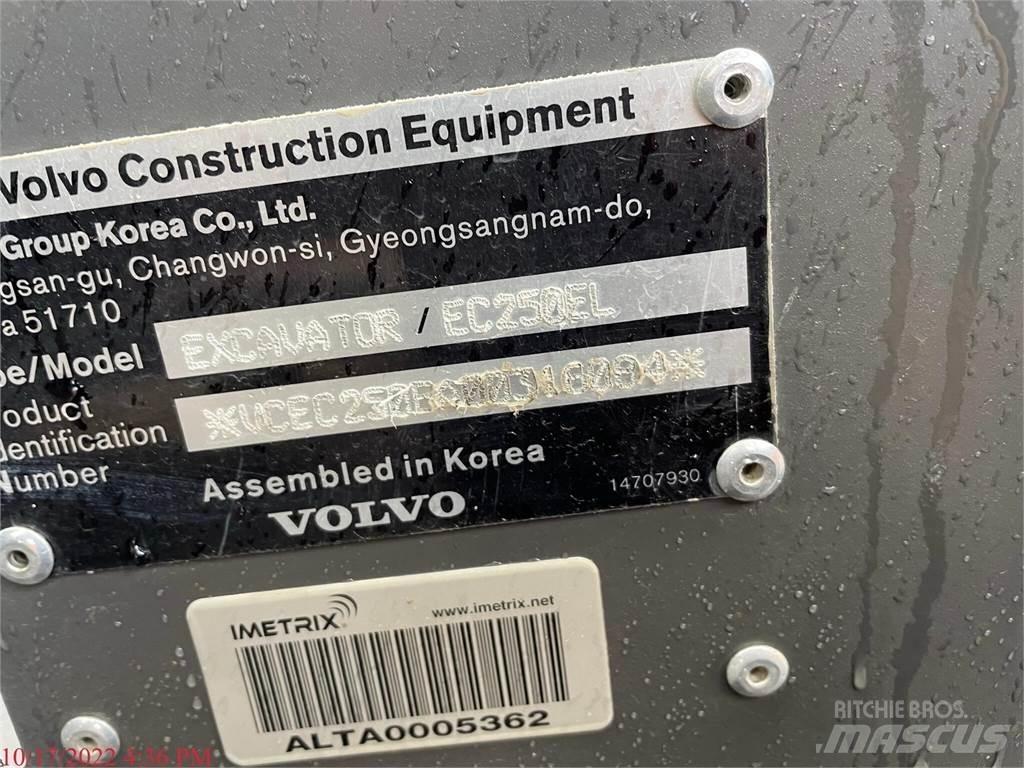 Volvo Construction Equipment
Group Korea Co., Ltd.
gsan-gu, Changwon-si, Gyeongsangnam-do,
a 51710
pe/Model EXCAVATOR / EC250EL
roduct
dentification
Number
Assembled in Korea
VOLVO
14707930
IMETRIX
www.imetrix.net
ALTA0005362
10/17/2022 4:36 PM
RITCHIE BROS.
MASCUS